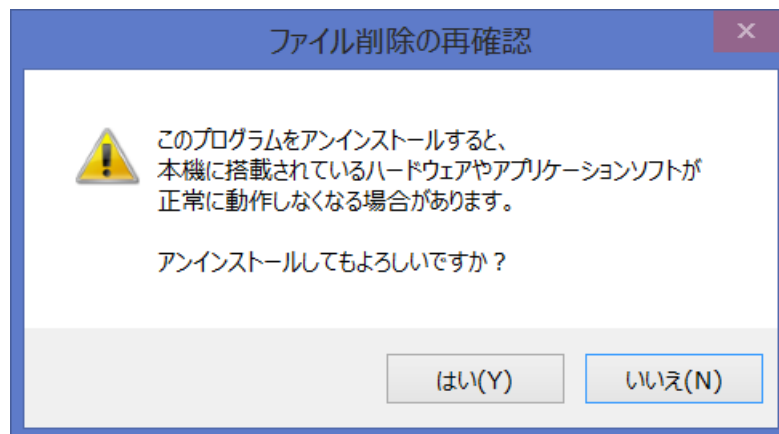 ファイル削除の再確認
このプログラムをアンインストールすると、
本機に搭載されているハードウェアやアプリケーションソフトが
正常に動作しなくなる場合があります。
アンインストールしてもよろしいですか？
はい(Y)
いいえ(N)